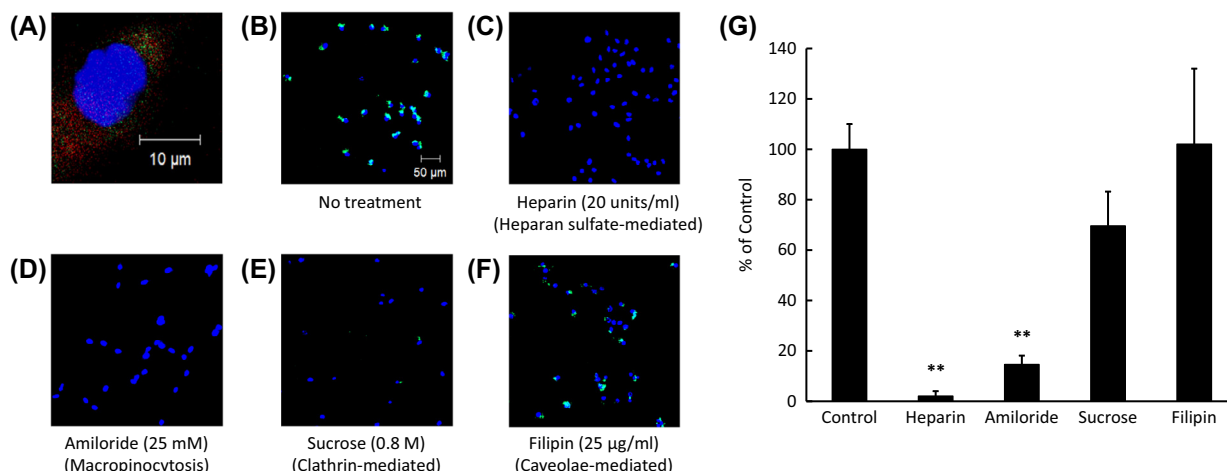 (A)
10 µm
(B)
50 µm
No treatment
(C)
Heparin (20 units/ml)
(Heparan sulfate-mediated)
(D)
Amiloride (25 mM)
(Macropinocytosis)
(E)
Sucrose (0.8 M)
(Clathrin-mediated)
(F)
Filipin (25 µg/ml)
(Caveolae-mediated)
(G)
% of Control
140
120
100
80
60
40
20
0
**
**
Control Heparin Amiloride Sucrose Filipin